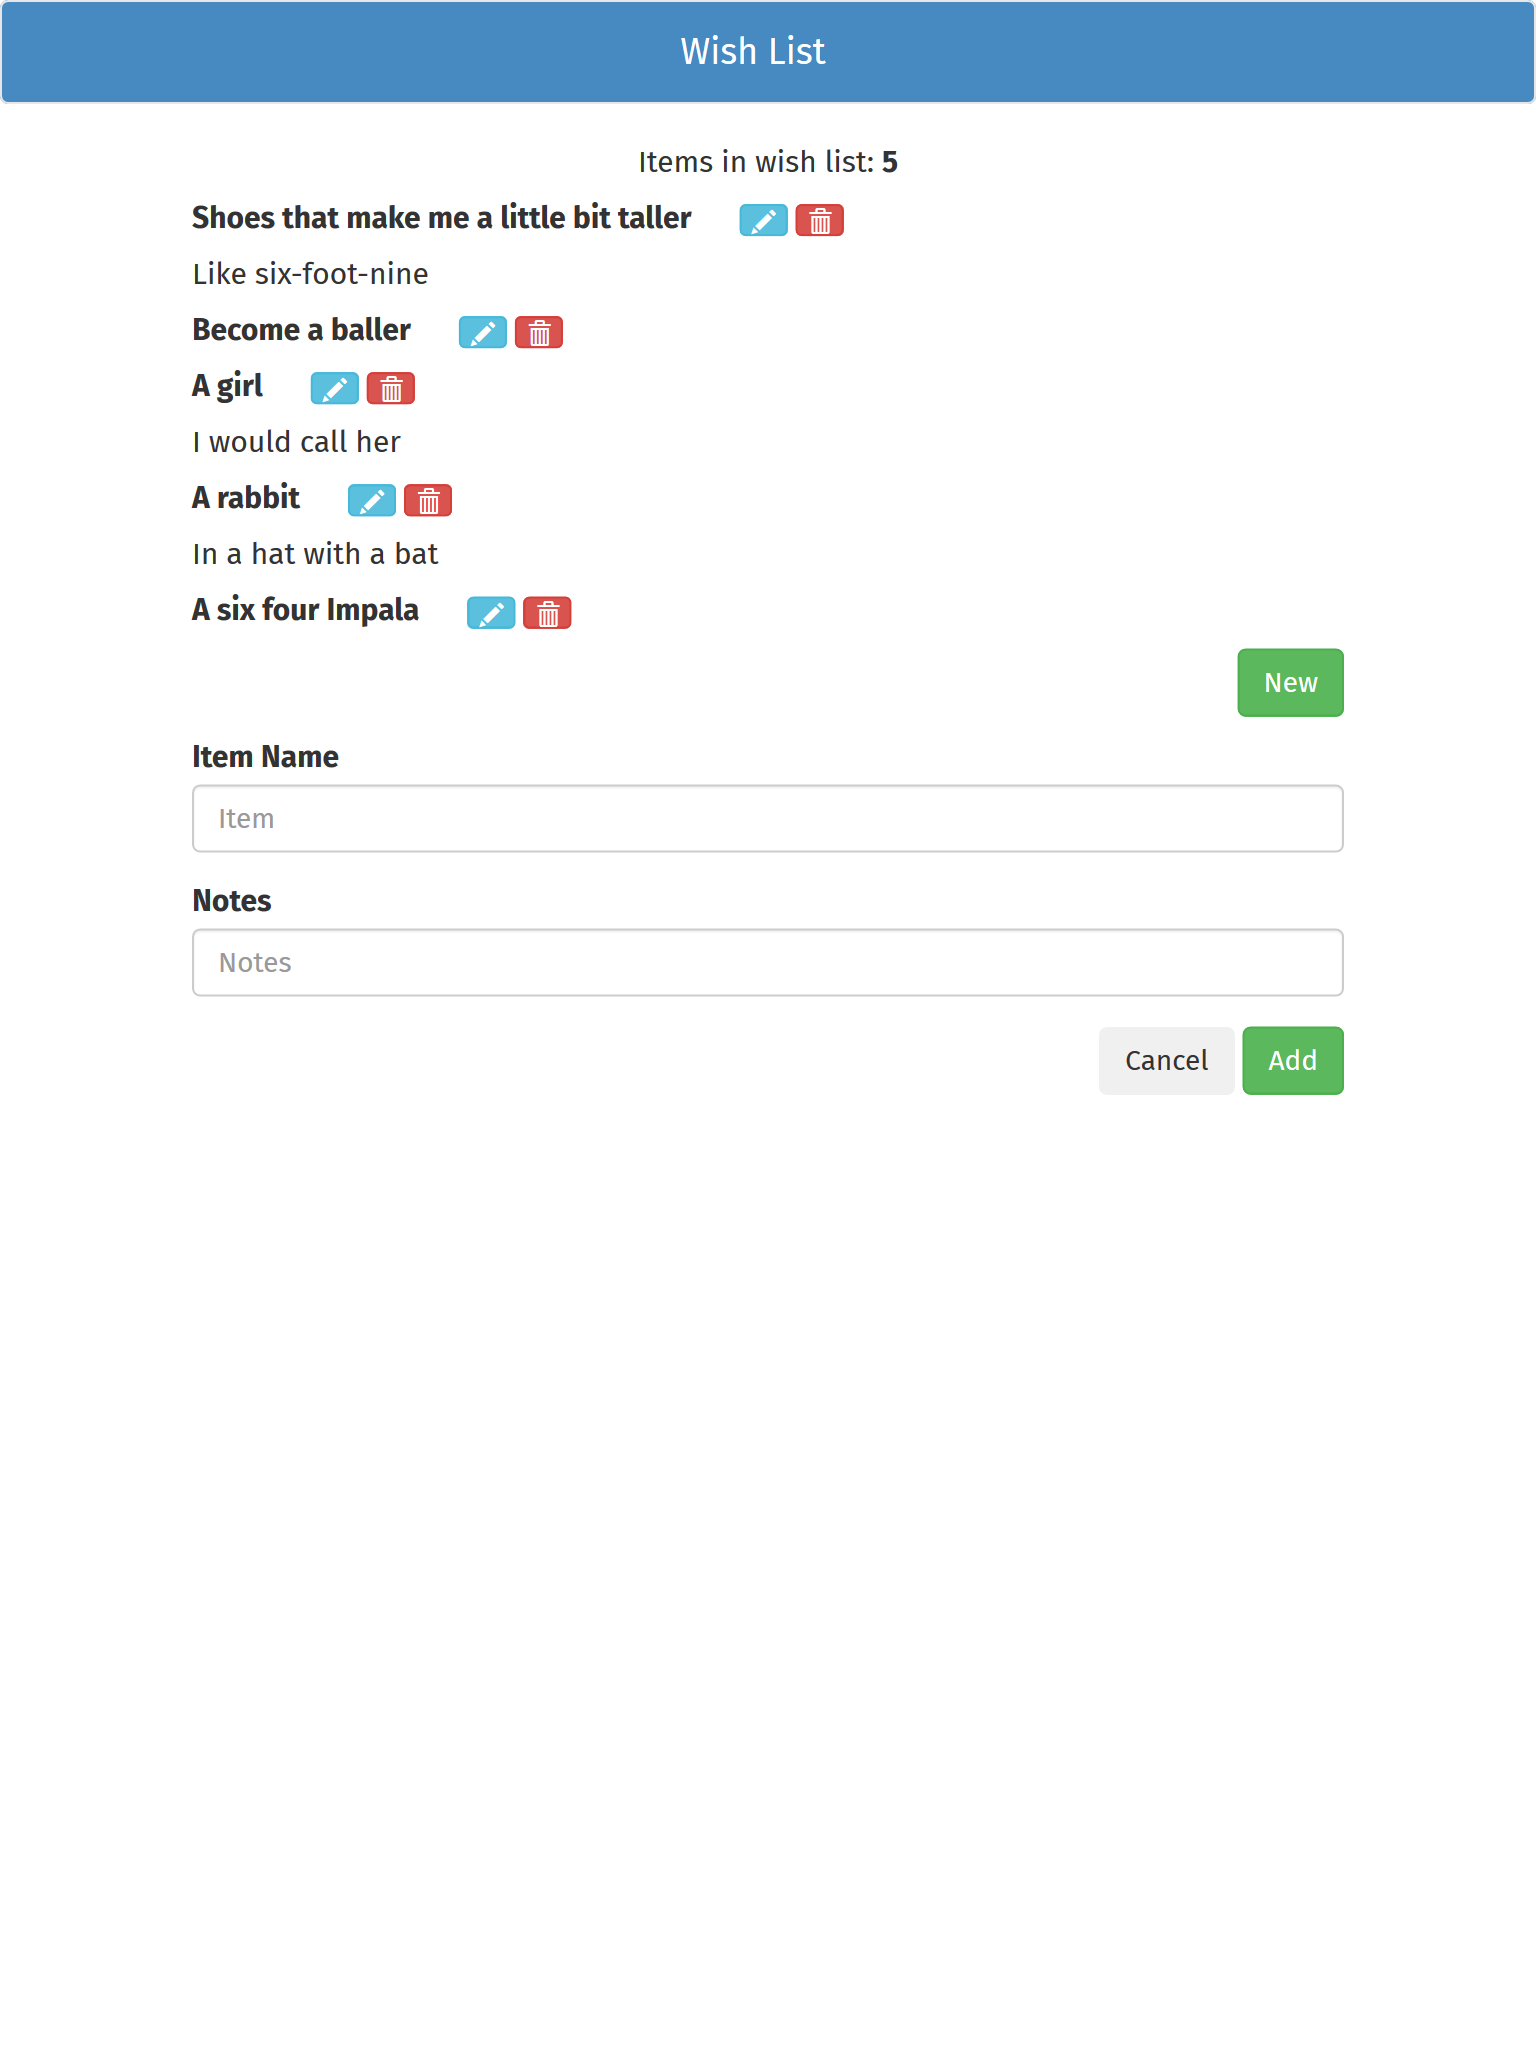 Wish List
Items in wish list: 5
Shoes that make me a little bit taller
Like six-foot-nine
Become a baller
A girl
I would call her
A rabbit
In a hat with a bat
A six four Impala
New
Item Name
Item
Notes
Notes
Cancel Add